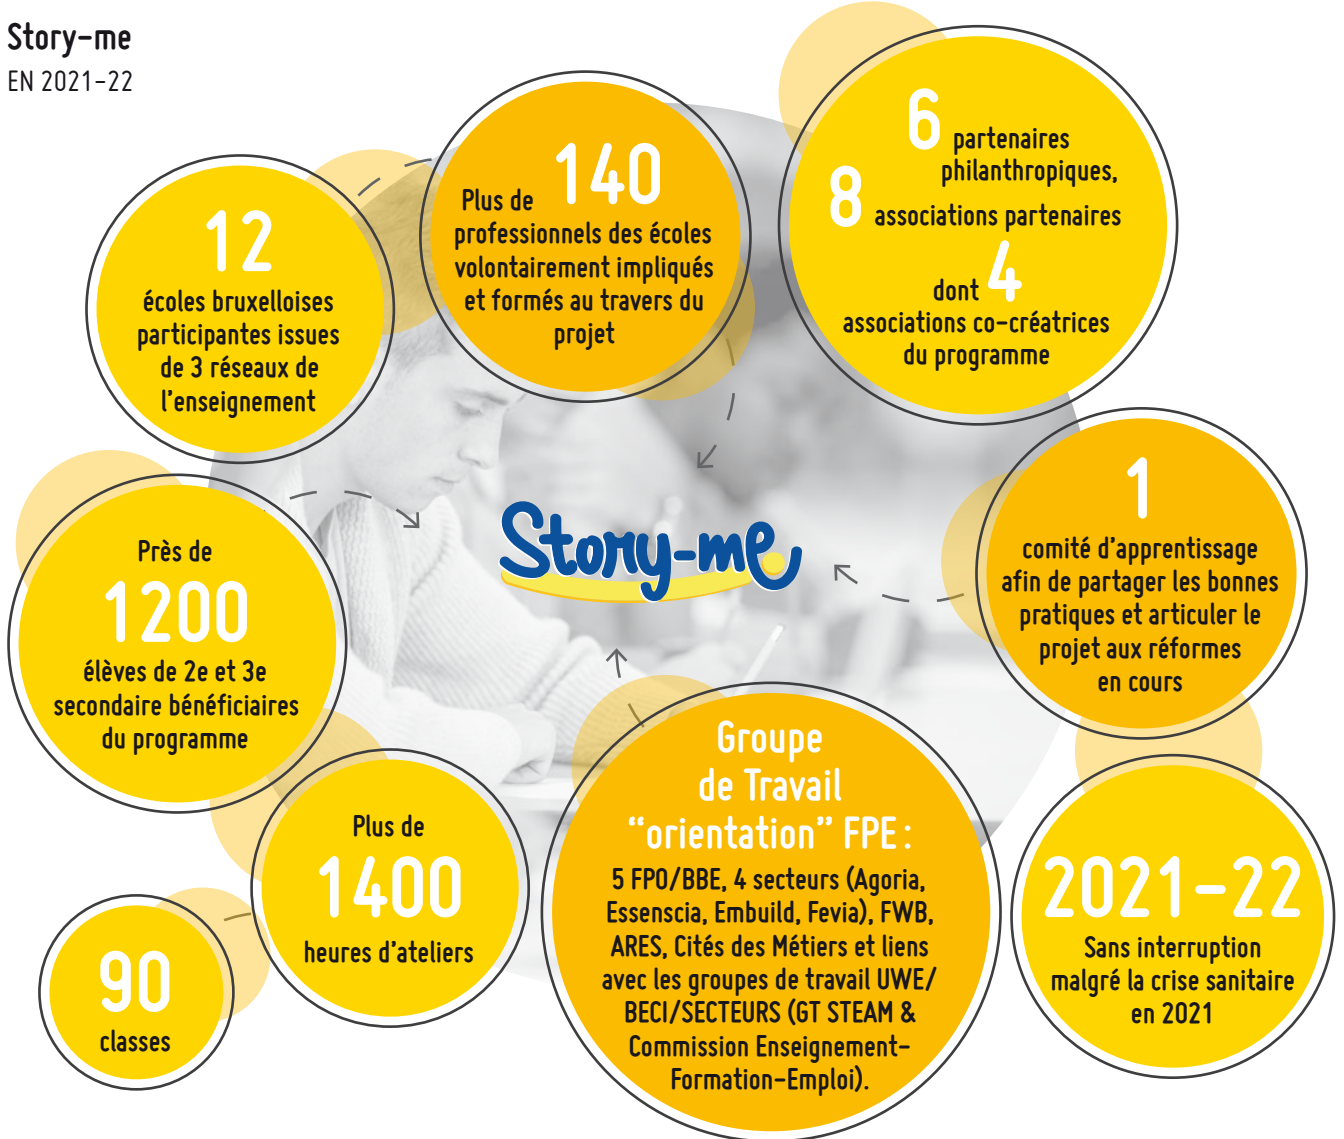 Story-me
EN 2021-22
12
écoles bruxelloises
participantes issues
de 3 réseaux de
l'enseignement
Plus de 140
professionnels des écoles
volontairement impliqués
et formés au travers du
projet
6 partenaires
philanthropiques,
8 associations partenaires
dont 4
associations co-créatrices
du programme
Près de
1200
élèves de 2e et 3e
secondaire bénéficiaires
du programme
Story-me
1
comité d'apprentissage
afin de partager les bonnes
pratiques et articuler le
projet aux réformes
en cours
Plus de
1400
heures d'ateliers
90
classes
Groupe
de Travail
“orientation” FPE :
5 FPO/BBE, 4 secteurs (Agoria,
Essenscia, Embuild, Fevia), FWB,
ARES, Cités des Métiers et liens
avec les groupes de travail UWE/
BECI/SECTEURS (GT STEAM &
Commission Enseignement-
Formation-Emploi).
2021-22
Sans interruption
malgré la crise sanitaire
en 2021